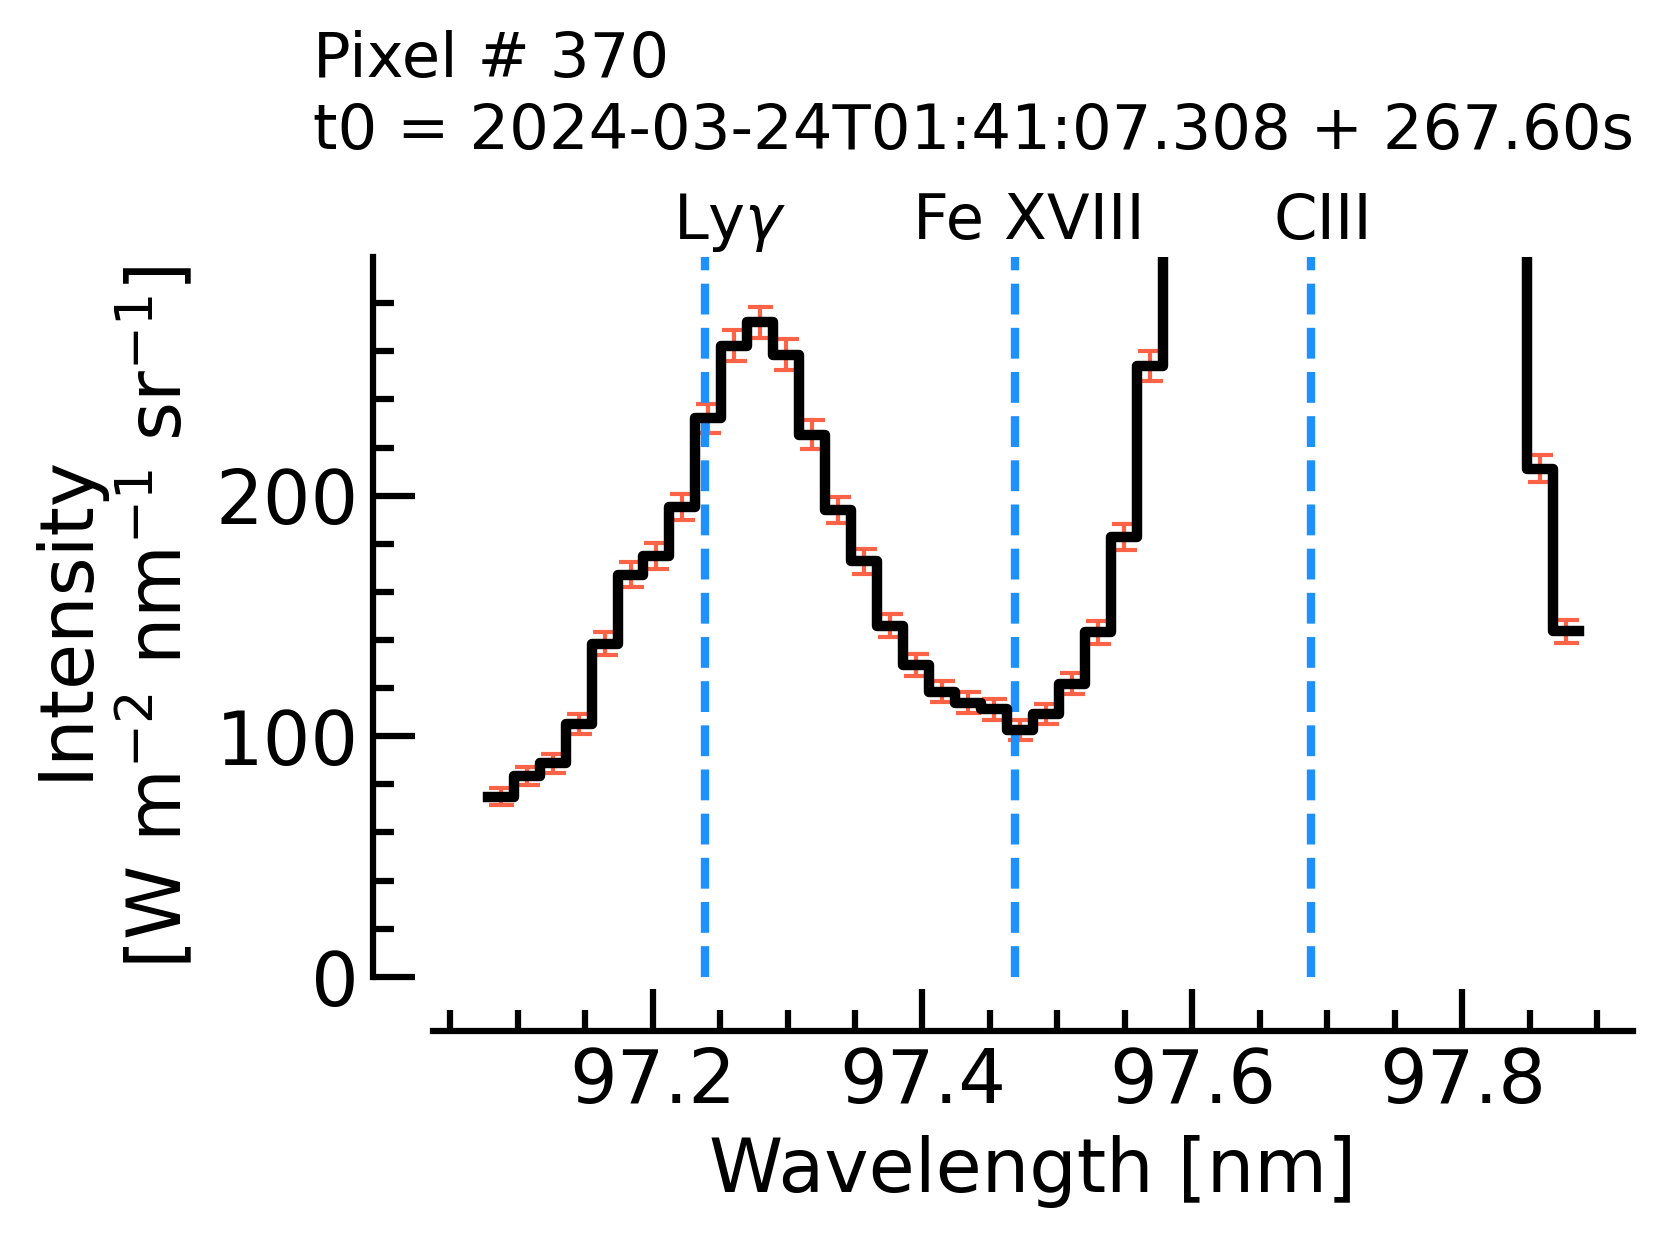 Pixel # 370
t0 = 2024-03-24T01:41:07.308 + 267.60s
Lyγ Fe XVIII CIII
Intensity
[W m⁻² nm⁻¹ sr⁻¹]
200
100
0
97.2 97.4 97.6 97.8
Wavelength [nm]